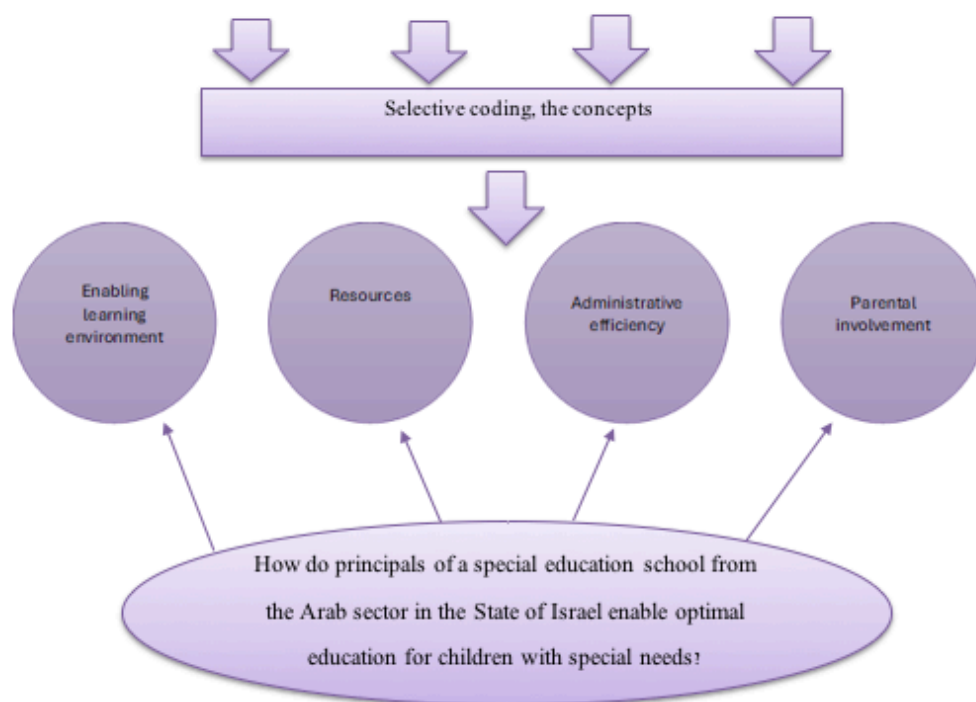 Selective coding, the concepts
Enabling
learning
environment
Resources
Administrative
efficiency
Parental
involvement
How do principals of a special education school from
the Arab sector in the State of Israel enable optimal
education for children with special needs?